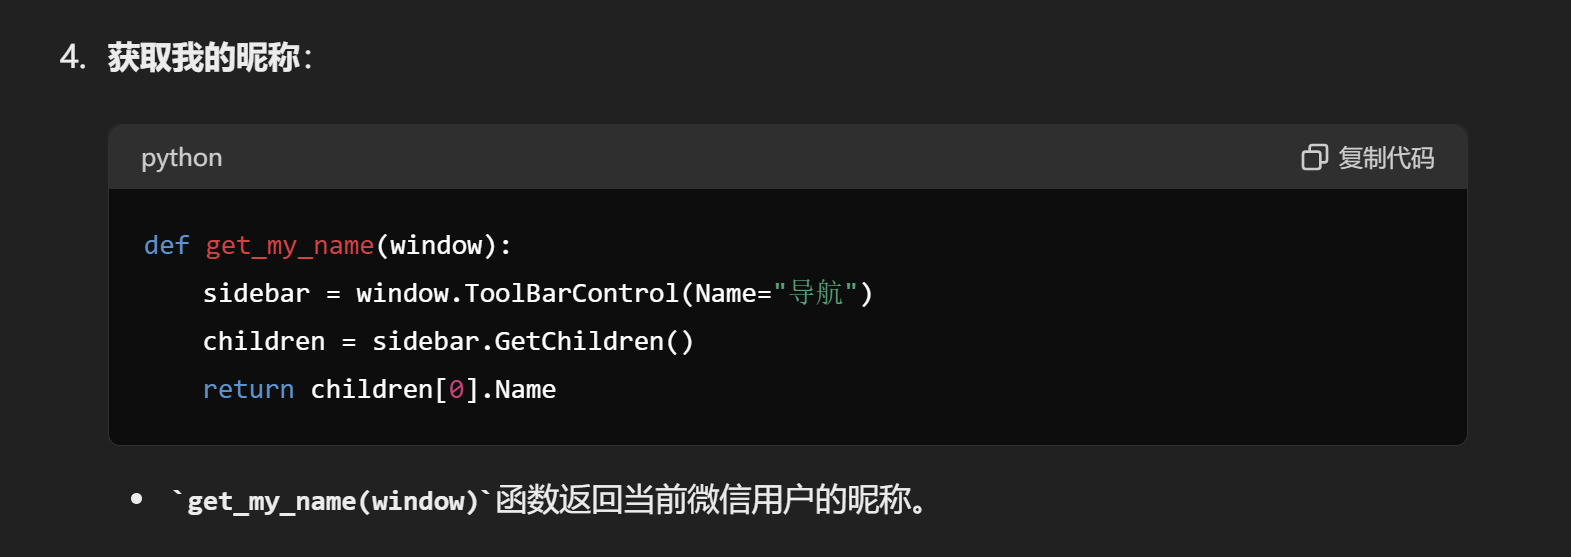 4. 获取我的昵称：
python
复制代码
def get_my_name(window):
    sidebar = window.ToolBarControl(Name="导航")
    children = sidebar.GetChildren()
    return children[0].Name
• `get_my_name(window)`函数返回当前微信用户的昵称。